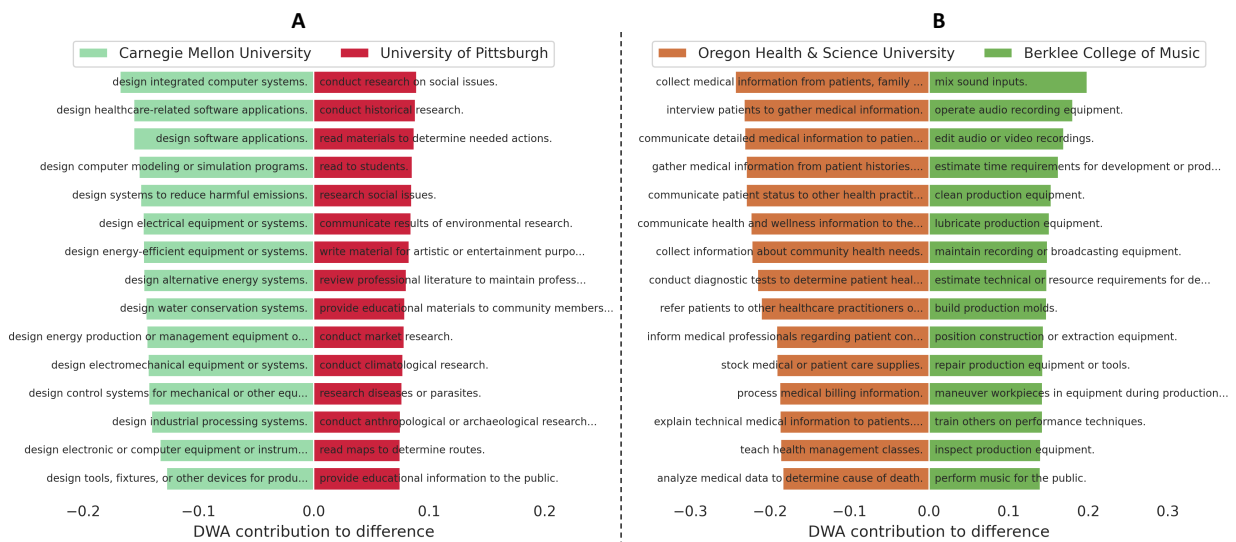 A
Carnegie Mellon University
University of Pittsburgh
design integrated computer systems.
conduct research on social issues.
design healthcare-related software applications.
conduct historical research.
design software applications.
read materials to determine needed actions.
design computer modeling or simulation programs.
read to students.
design systems to reduce harmful emissions.
research social issues.
design electrical equipment or systems.
communicate results of environmental research.
design energy-efficient equipment or systems.
write material for artistic or entertainment purpo...
design alternative energy systems.
review professional literature to maintain profess...
design water conservation systems.
provide educational materials to community members...
design energy production or management equipment o...
conduct market research.
design electromechanical equipment or systems.
conduct climatological research.
design control systems for mechanical or other equ...
research diseases or parasites.
design industrial processing systems.
conduct anthropological or archaeological research...
design electronic or computer equipment or instrum...
read maps to determine routes.
design tools, fixtures, or other devices for produ...
provide educational information to the public.
−0.2 −0.1 0.0 0.1 0.2
DWA contribution to difference
B
Oregon Health & Science University
Berklee College of Music
collect medical information from patients, family ...
mix sound inputs.
interview patients to gather medical information.
operate audio recording equipment.
communicate detailed medical information to patien...
edit audio or video recordings.
gather medical information from patient histories....
estimate time requirements for development or prod...
communicate patient status to other health practit...
clean production equipment.
communicate health and wellness information to the...
lubricate production equipment.
collect information about community health needs.
maintain recording or broadcasting equipment.
conduct diagnostic tests to determine patient heal...
estimate technical or resource requirements for de...
refer patients to other healthcare practitioners o...
build production molds.
inform medical professionals regarding patient con...
position construction or extraction equipment.
stock medical or patient care supplies.
repair production equipment or tools.
process medical billing information.
maneuver workpieces in equipment during production...
explain technical medical information to patients....
train others on performance techniques.
teach health management classes.
inspect production equipment.
analyze medical data to determine cause of death.
perform music for the public.
−0.3 −0.2 −0.1 0.0 0.1 0.2 0.3
DWA contribution to difference